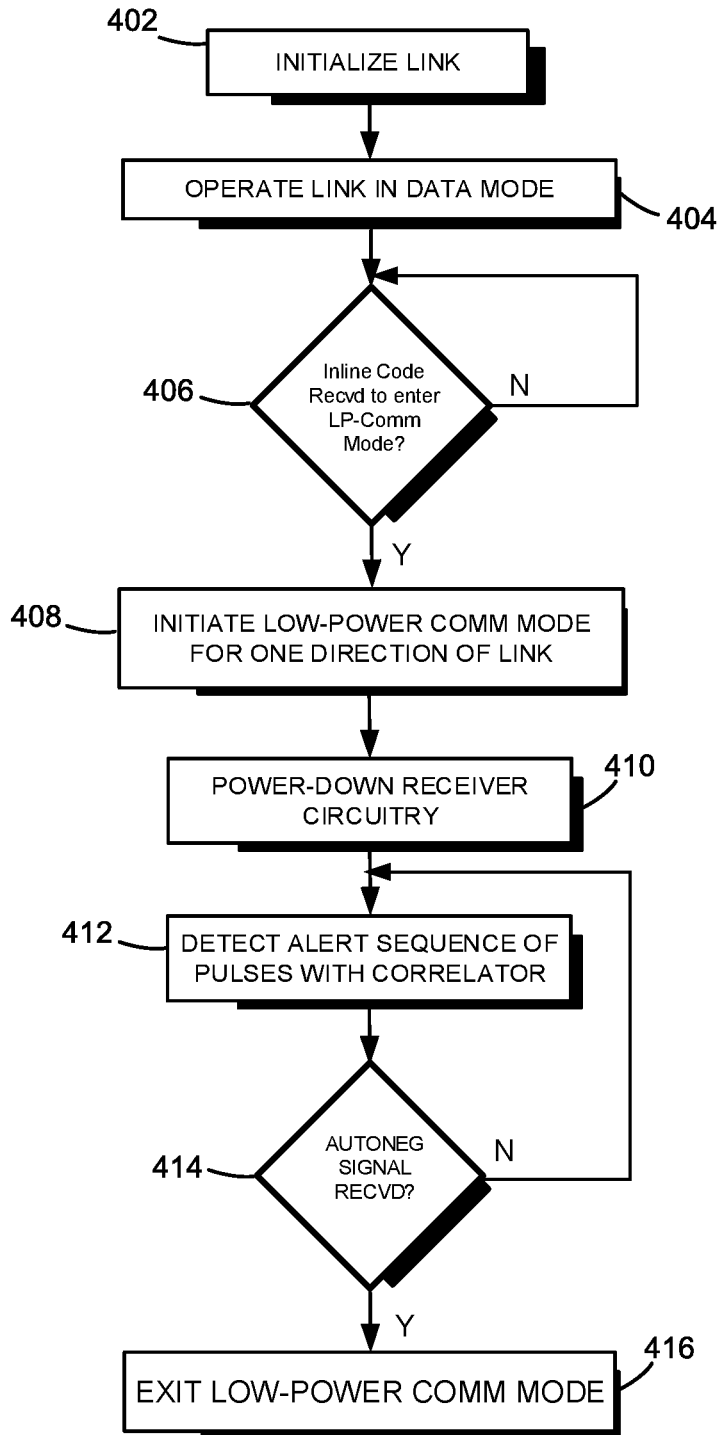 402
INITIALIZE LINK
OPERATE LINK IN DATA MODE
404
Inline Code
Recvd to enter
LP-Comm
Mode?
406
N
Y
408
INITIATE LOW-POWER COMM MODE
FOR ONE DIRECTION OF LINK
POWER-DOWN RECEIVER
CIRCUITRY
410
412
DETECT ALERT SEQUENCE OF
PULSES WITH CORRELATOR
AUTONEG
SIGNAL
RECVD?
414
N
Y
EXIT LOW-POWER COMM MODE
416